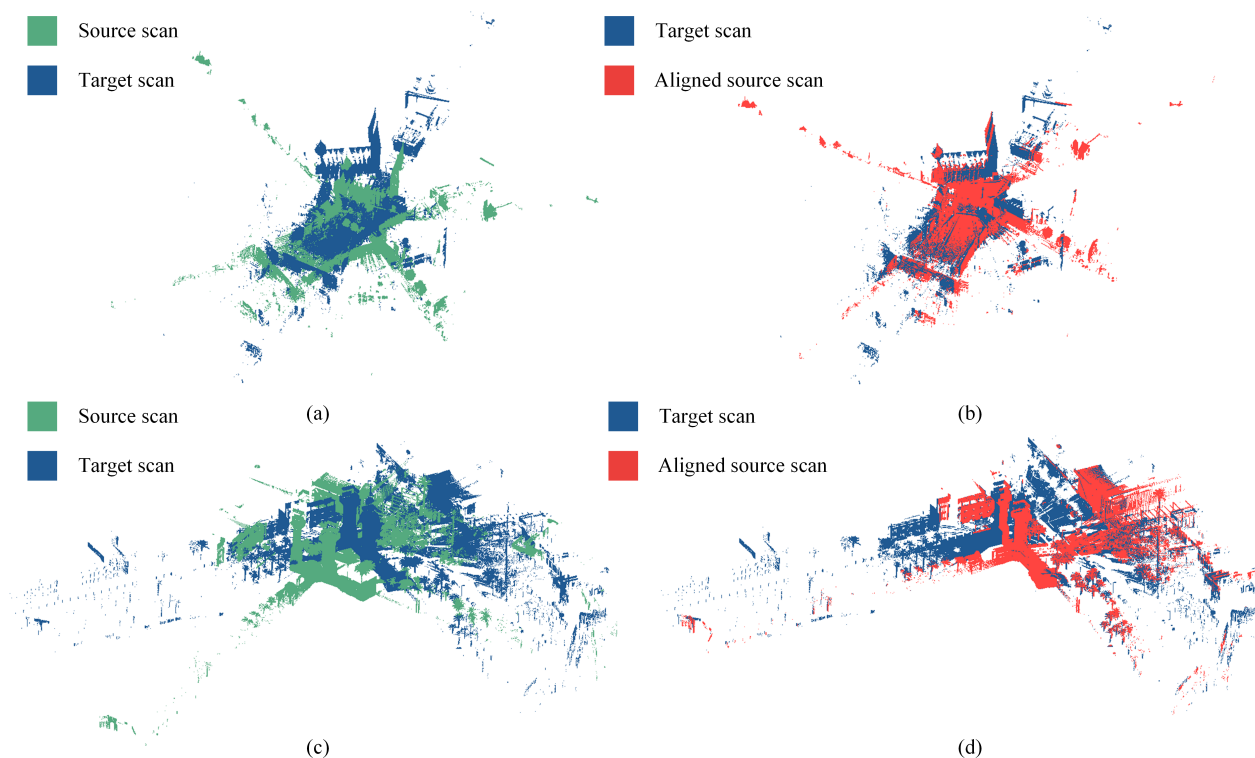 Source scan
Target scan
Target scan
Aligned source scan
(a)
(b)
Source scan
Target scan
Target scan
Aligned source scan
(c)
(d)